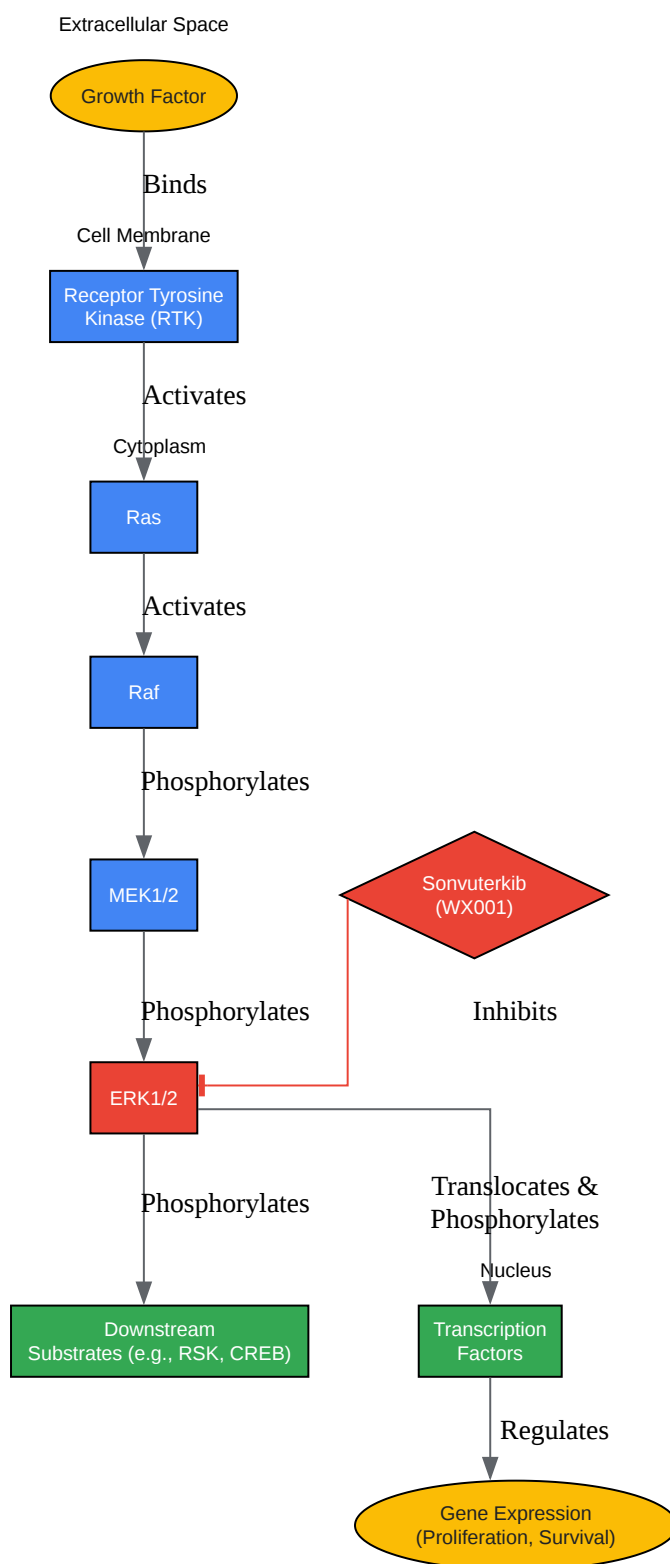 Extracellular Space
Growth Factor
Binds
Cell Membrane
Receptor Tyrosine
Kinase (RTK)
Activates
Cytoplasm
Ras
Activates
Raf
Phosphorylates
MEK1/2
Sonvuterkib
(WX001)
Phosphorylates
Inhibits
ERK1/2
Phosphorylates
Translocates &
Phosphorylates
Nucleus
Downstream
Substrates (e.g., RSK, CREB)
Transcription
Factors
Regulates
Gene Expression
(Proliferation, Survival)